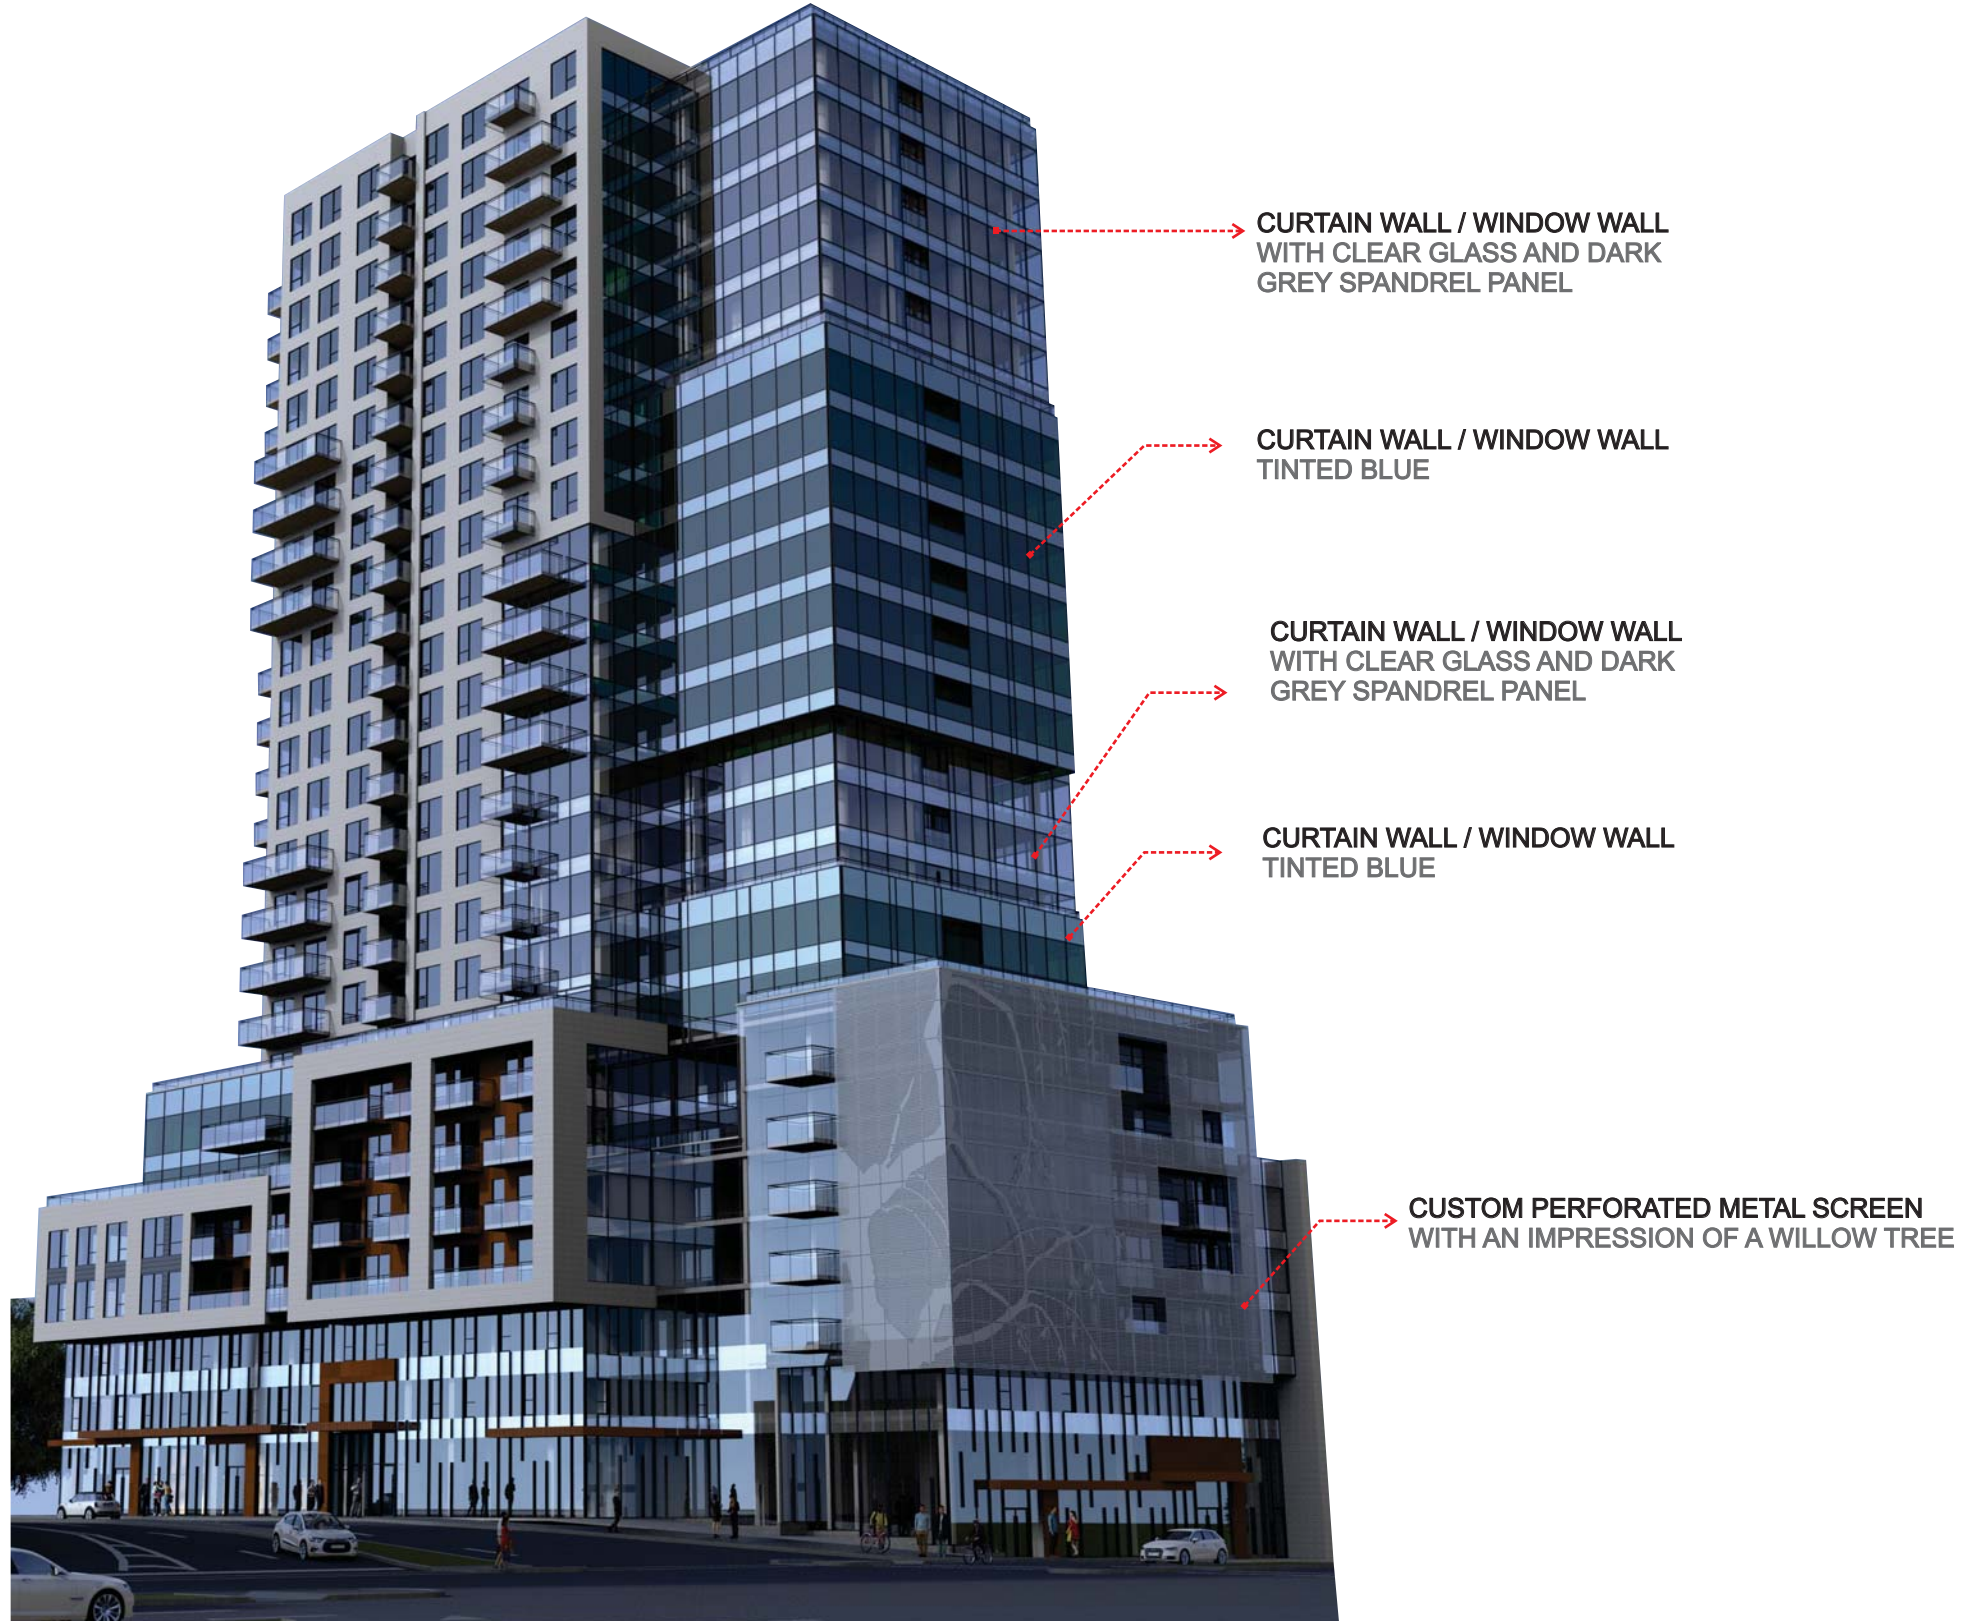 CURTAIN WALL / WINDOW WALL
WITH CLEAR GLASS AND DARK
GREY SPANDREL PANEL
CURTAIN WALL / WINDOW WALL
TINTED BLUE
CURTAIN WALL / WINDOW WALL
WITH CLEAR GLASS AND DARK
GREY SPANDREL PANEL
CURTAIN WALL / WINDOW WALL
TINTED BLUE
CUSTOM PERFORATED METAL SCREEN
WITH AN IMPRESSION OF A WILLOW TREE